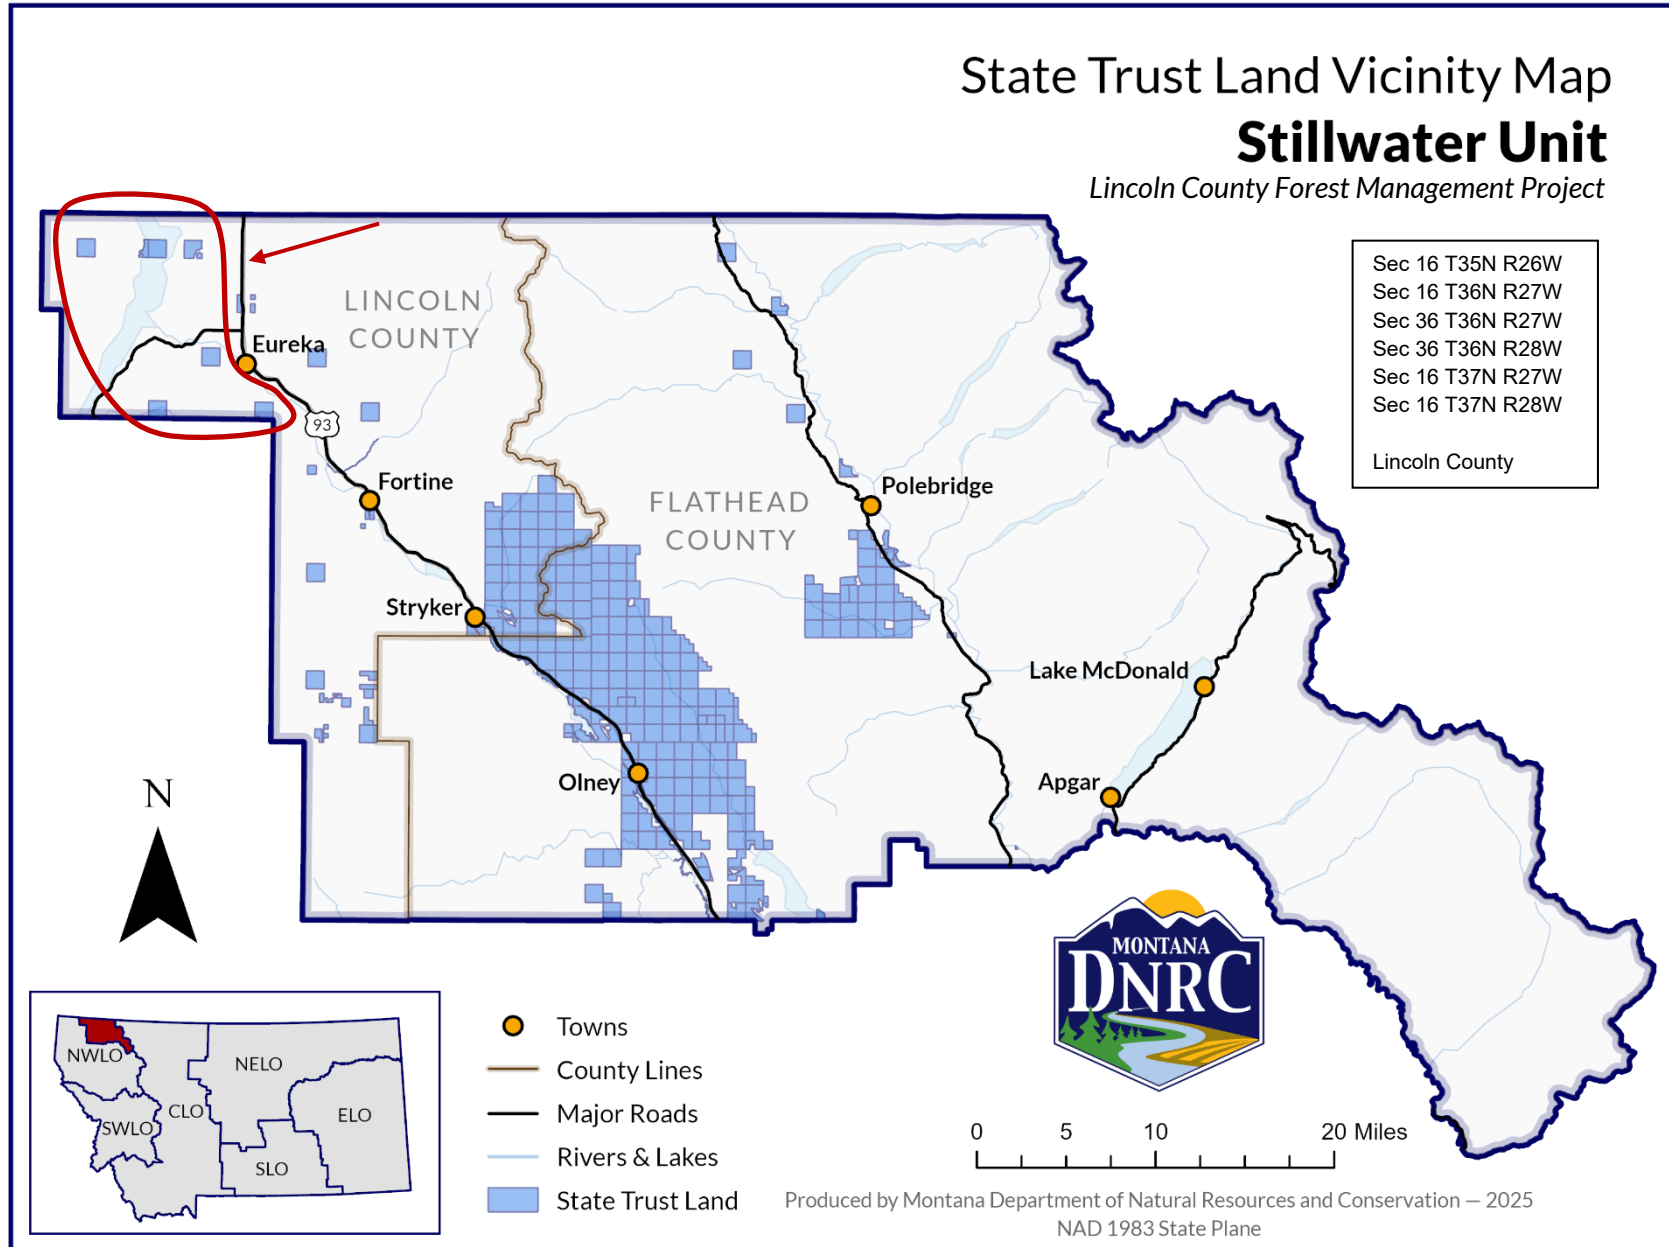 State Trust Land Vicinity Map
Stillwater Unit
Lincoln County Forest Management Project
Sec 16 T35N R26W
Sec 16 T36N R27W
Sec 36 T36N R27W
Sec 36 T36N R28W
Sec 16 T37N R27W
Sec 16 T37N R28W
Lincoln County
LINCOLN
COUNTY
Eureka
93
Fortine
FLATHEAD
COUNTY
Polebridge
Stryker
Lake McDonald
Olney
Apgar
N
MONTANA
DNRC
NWLO
NELO
CLO
ELO
SWLO
SLO
Towns
County Lines
Major Roads
Rivers & Lakes
State Trust Land
0 5 10 20 Miles
Produced by Montana Department of Natural Resources and Conservation — 2025
NAD 1983 State Plane